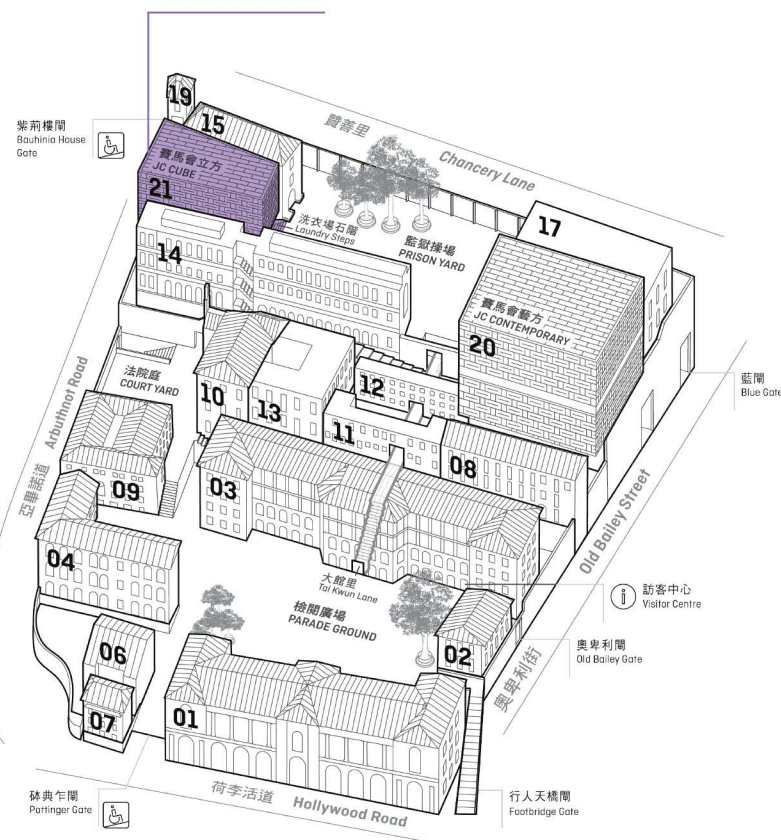 19
15
紫荊樓閘
Bauhinia House
Gate
贊善里
Chancery Lane
賽馬會立方
JC CUBE
21
洗衣場石階
Laundry Steps
監獄操場
PRISON YARD
17
14
賽馬會藝方
JC CONTEMPORARY
20
法院庭
COURT YARD
10
13
12
11
藍閘
Blue Gate
亞畢諾道 Arbuthnot Road
09
03
08
04
大館里
Tai Kwun Lane
檢閱廣場
PARADE GROUND
Old Bailey Street
奧卑利街
訪客中心
Visitor Centre
奧卑利閘
Old Bailey Gate
02
06
07
01
砵典乍閘
Pottinger Gate
荷李活道 Hollywood Road
行人天橋閘
Footbridge Gate